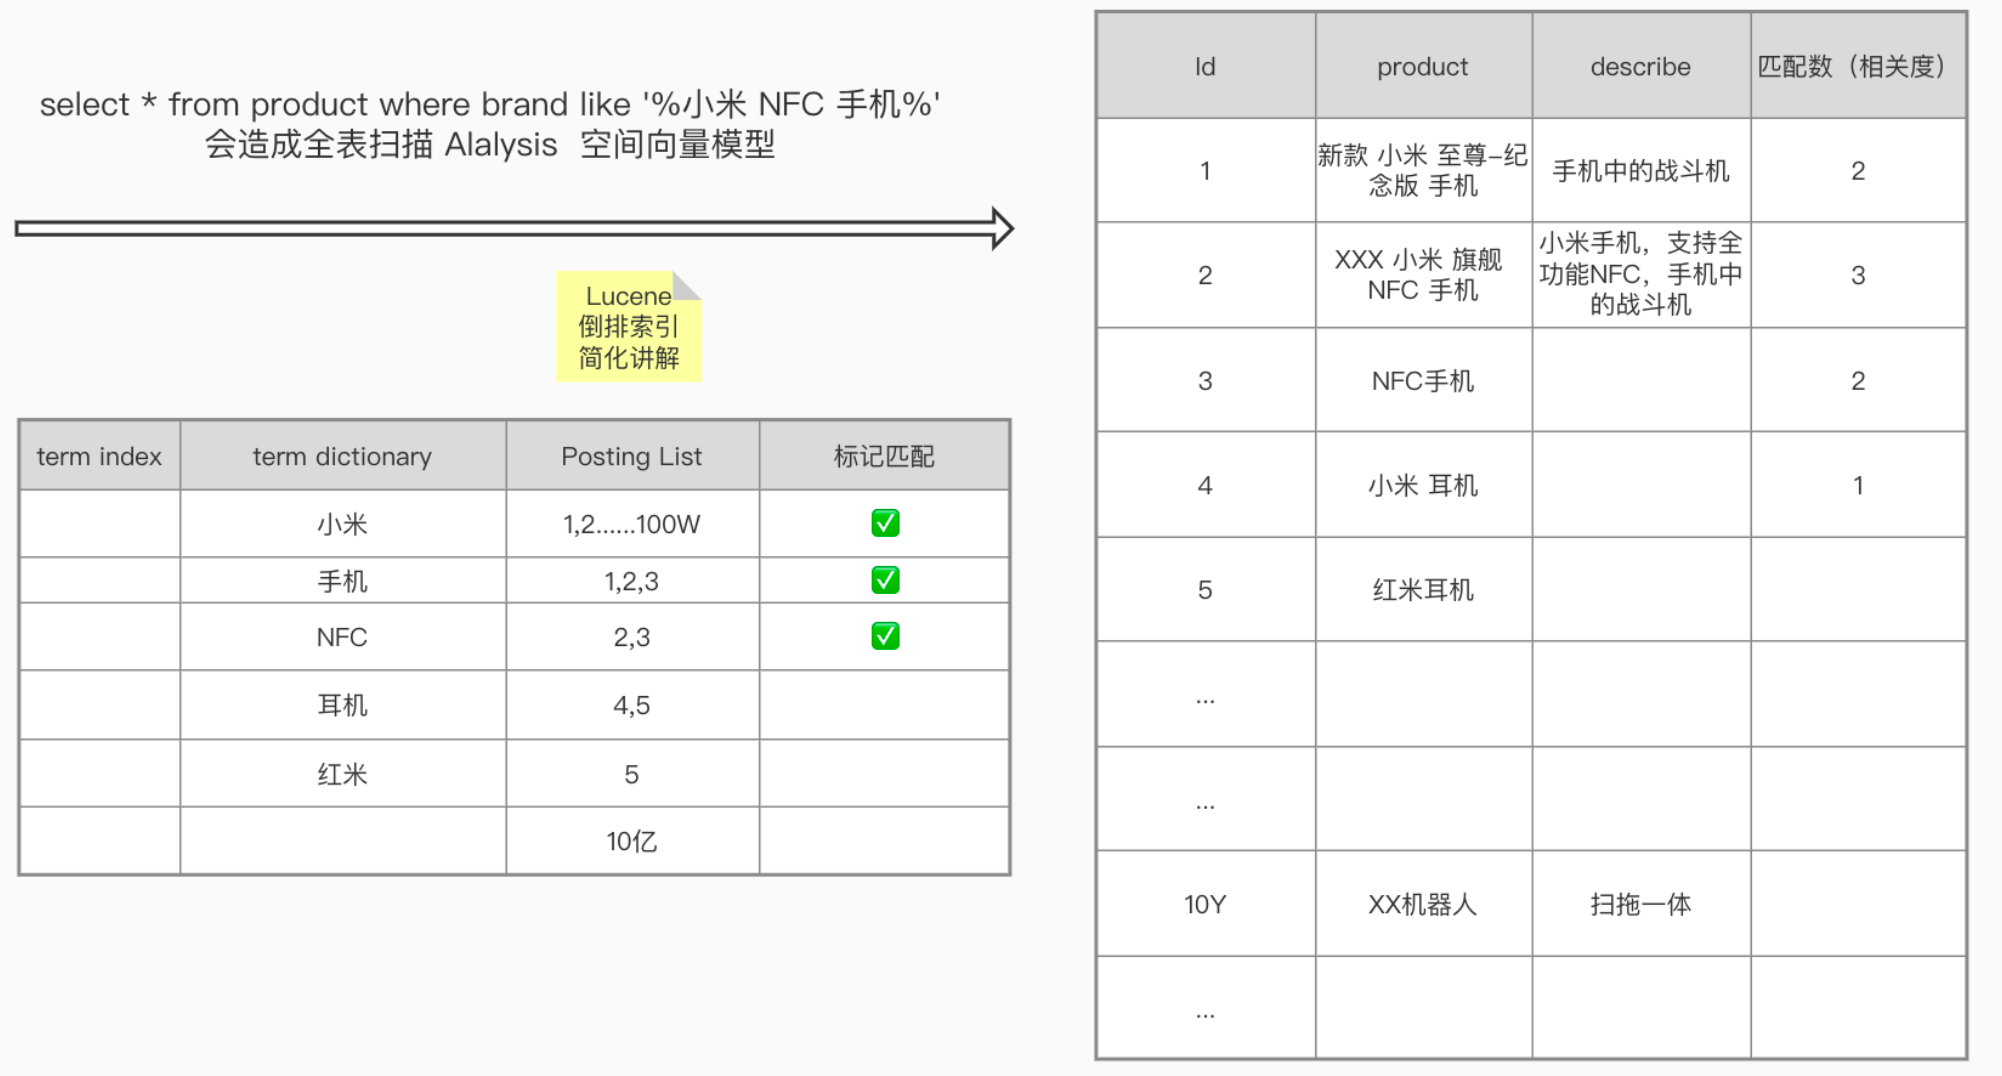 select * from product where brand like '%小米 NFC 手机%'
会造成全表扫描 Alalysis 空间向量模型
Lucene
倒排索引
简化讲解
term index term dictionary Posting List 标记匹配
小米 1,2......100W ✅
手机 1,2,3 ✅
NFC 2,3 ✅
耳机 4,5
红米 5
10亿
Id product describe 匹配数（相关度）
1 新款 小米 至尊-纪 手机中的战斗机 2
念版 手机
2 XXX 小米 旗舰 小米手机，支持全 3
NFC 手机 功能NFC，手机中
的战斗机
3 NFC手机 2
4 小米 耳机 1
5 红米耳机
...
...
10Y XX机器人 扫拖一体
...